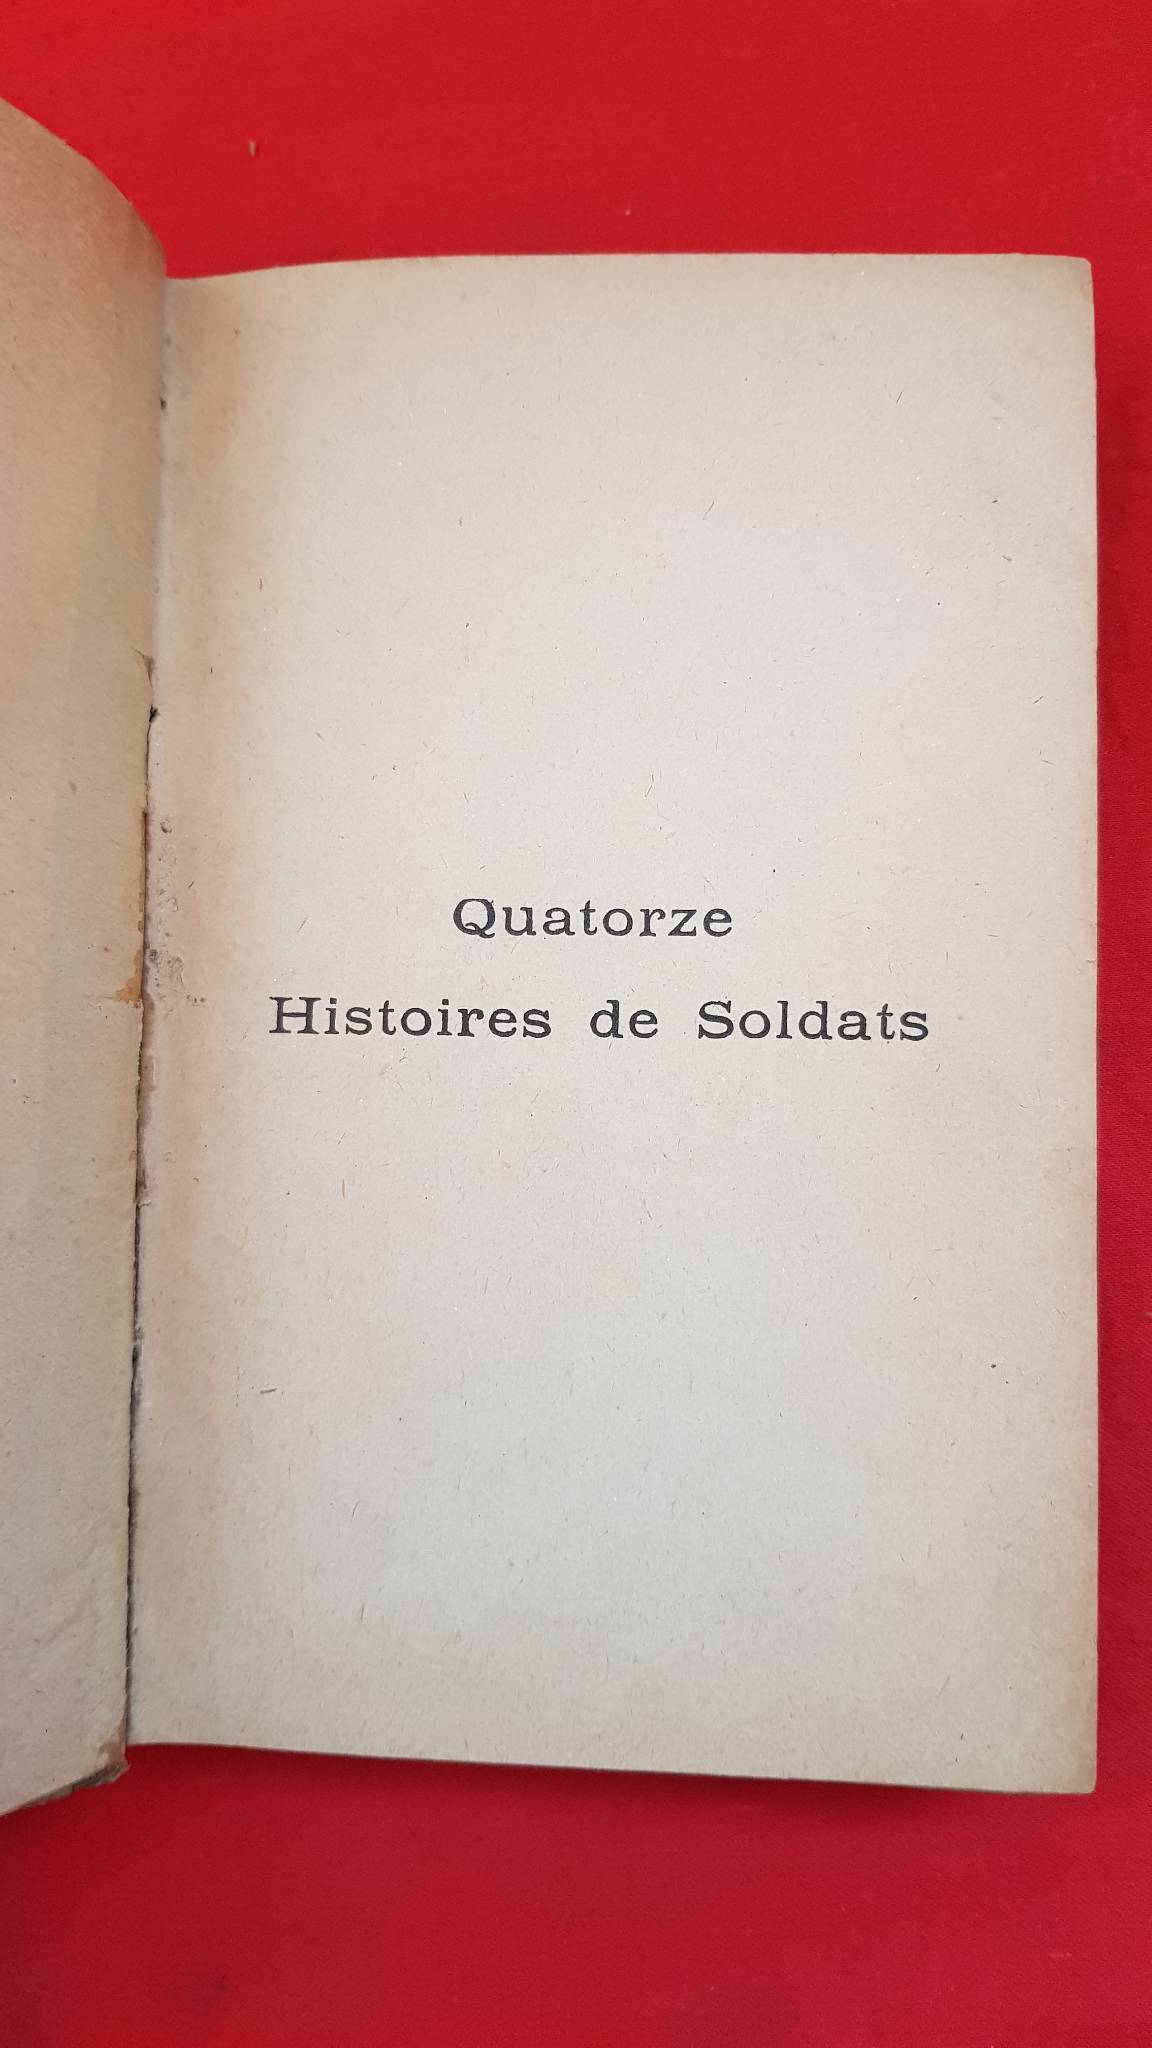 Quatorze
Histoires de Soldats